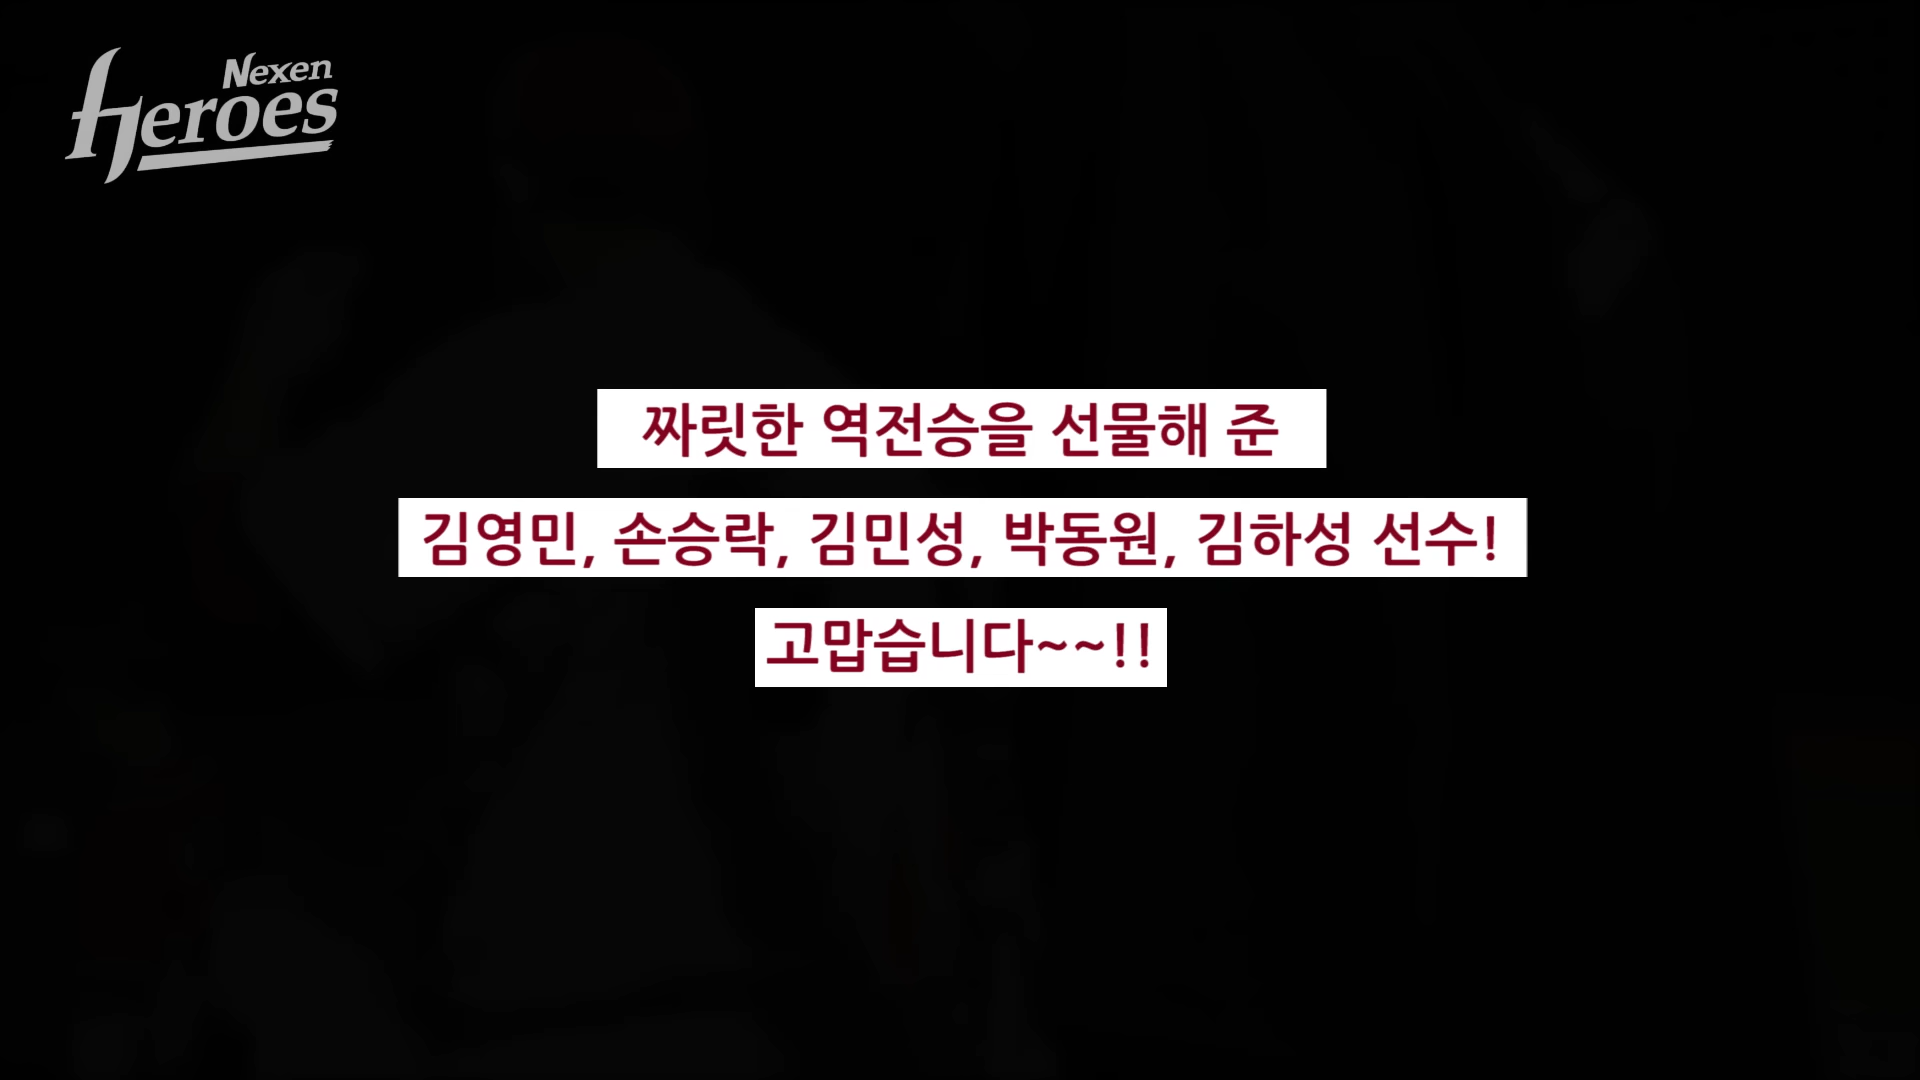 Nexen
Heroes
짜릿한 역전승을 선물해 준
김영민, 손승락, 김민성, 박동원, 김하성 선수!
고맙습니다~~!!